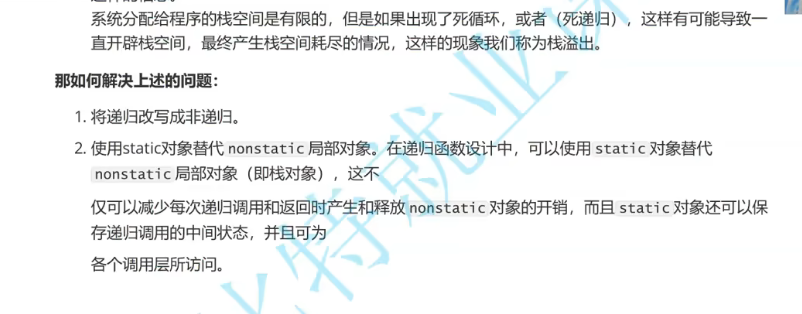 系统分配给程序的栈空间是有限的，但是如果出现了死循环，或者（死递归），这样有可能导致一
直开辟栈空间，最终产生栈空间耗尽的情况，这样的现象我们称为栈溢出。
那如何解决上述的问题：
1. 将递归改写成非递归。
2. 使用static对象替代 nonstatic 局部对象。在递归函数设计中，可以使用 static 对象替代
nonstatic 局部对象（即栈对象），这不
仅可以减少每次递归调用和返回时产生和释放 nonstatic 对象的开销，而且 static 对象还可以保
存递归调用的中间状态，并且可为
各个调用层所访问。
比特就业课